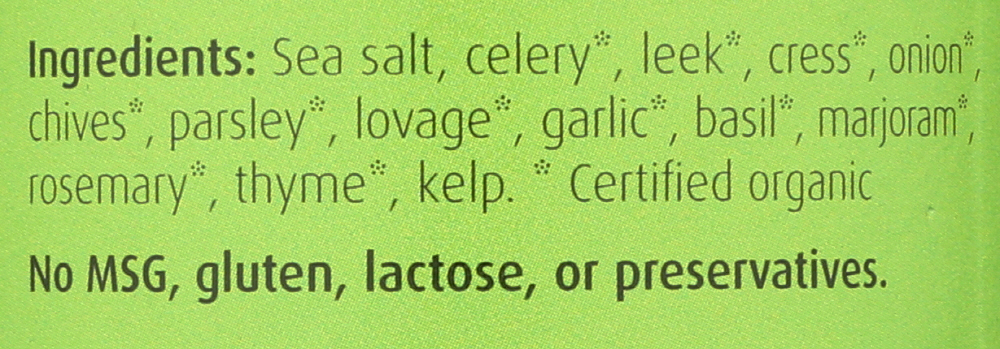 Ingredients: Sea salt, celery*, leek*, cress*, onion*,
chives*, parsley*, lovage*, garlic*, basil*, marjoram*,
rosemary*, thyme*, kelp. * Certified organic
No MSG, gluten, lactose, or preservatives.